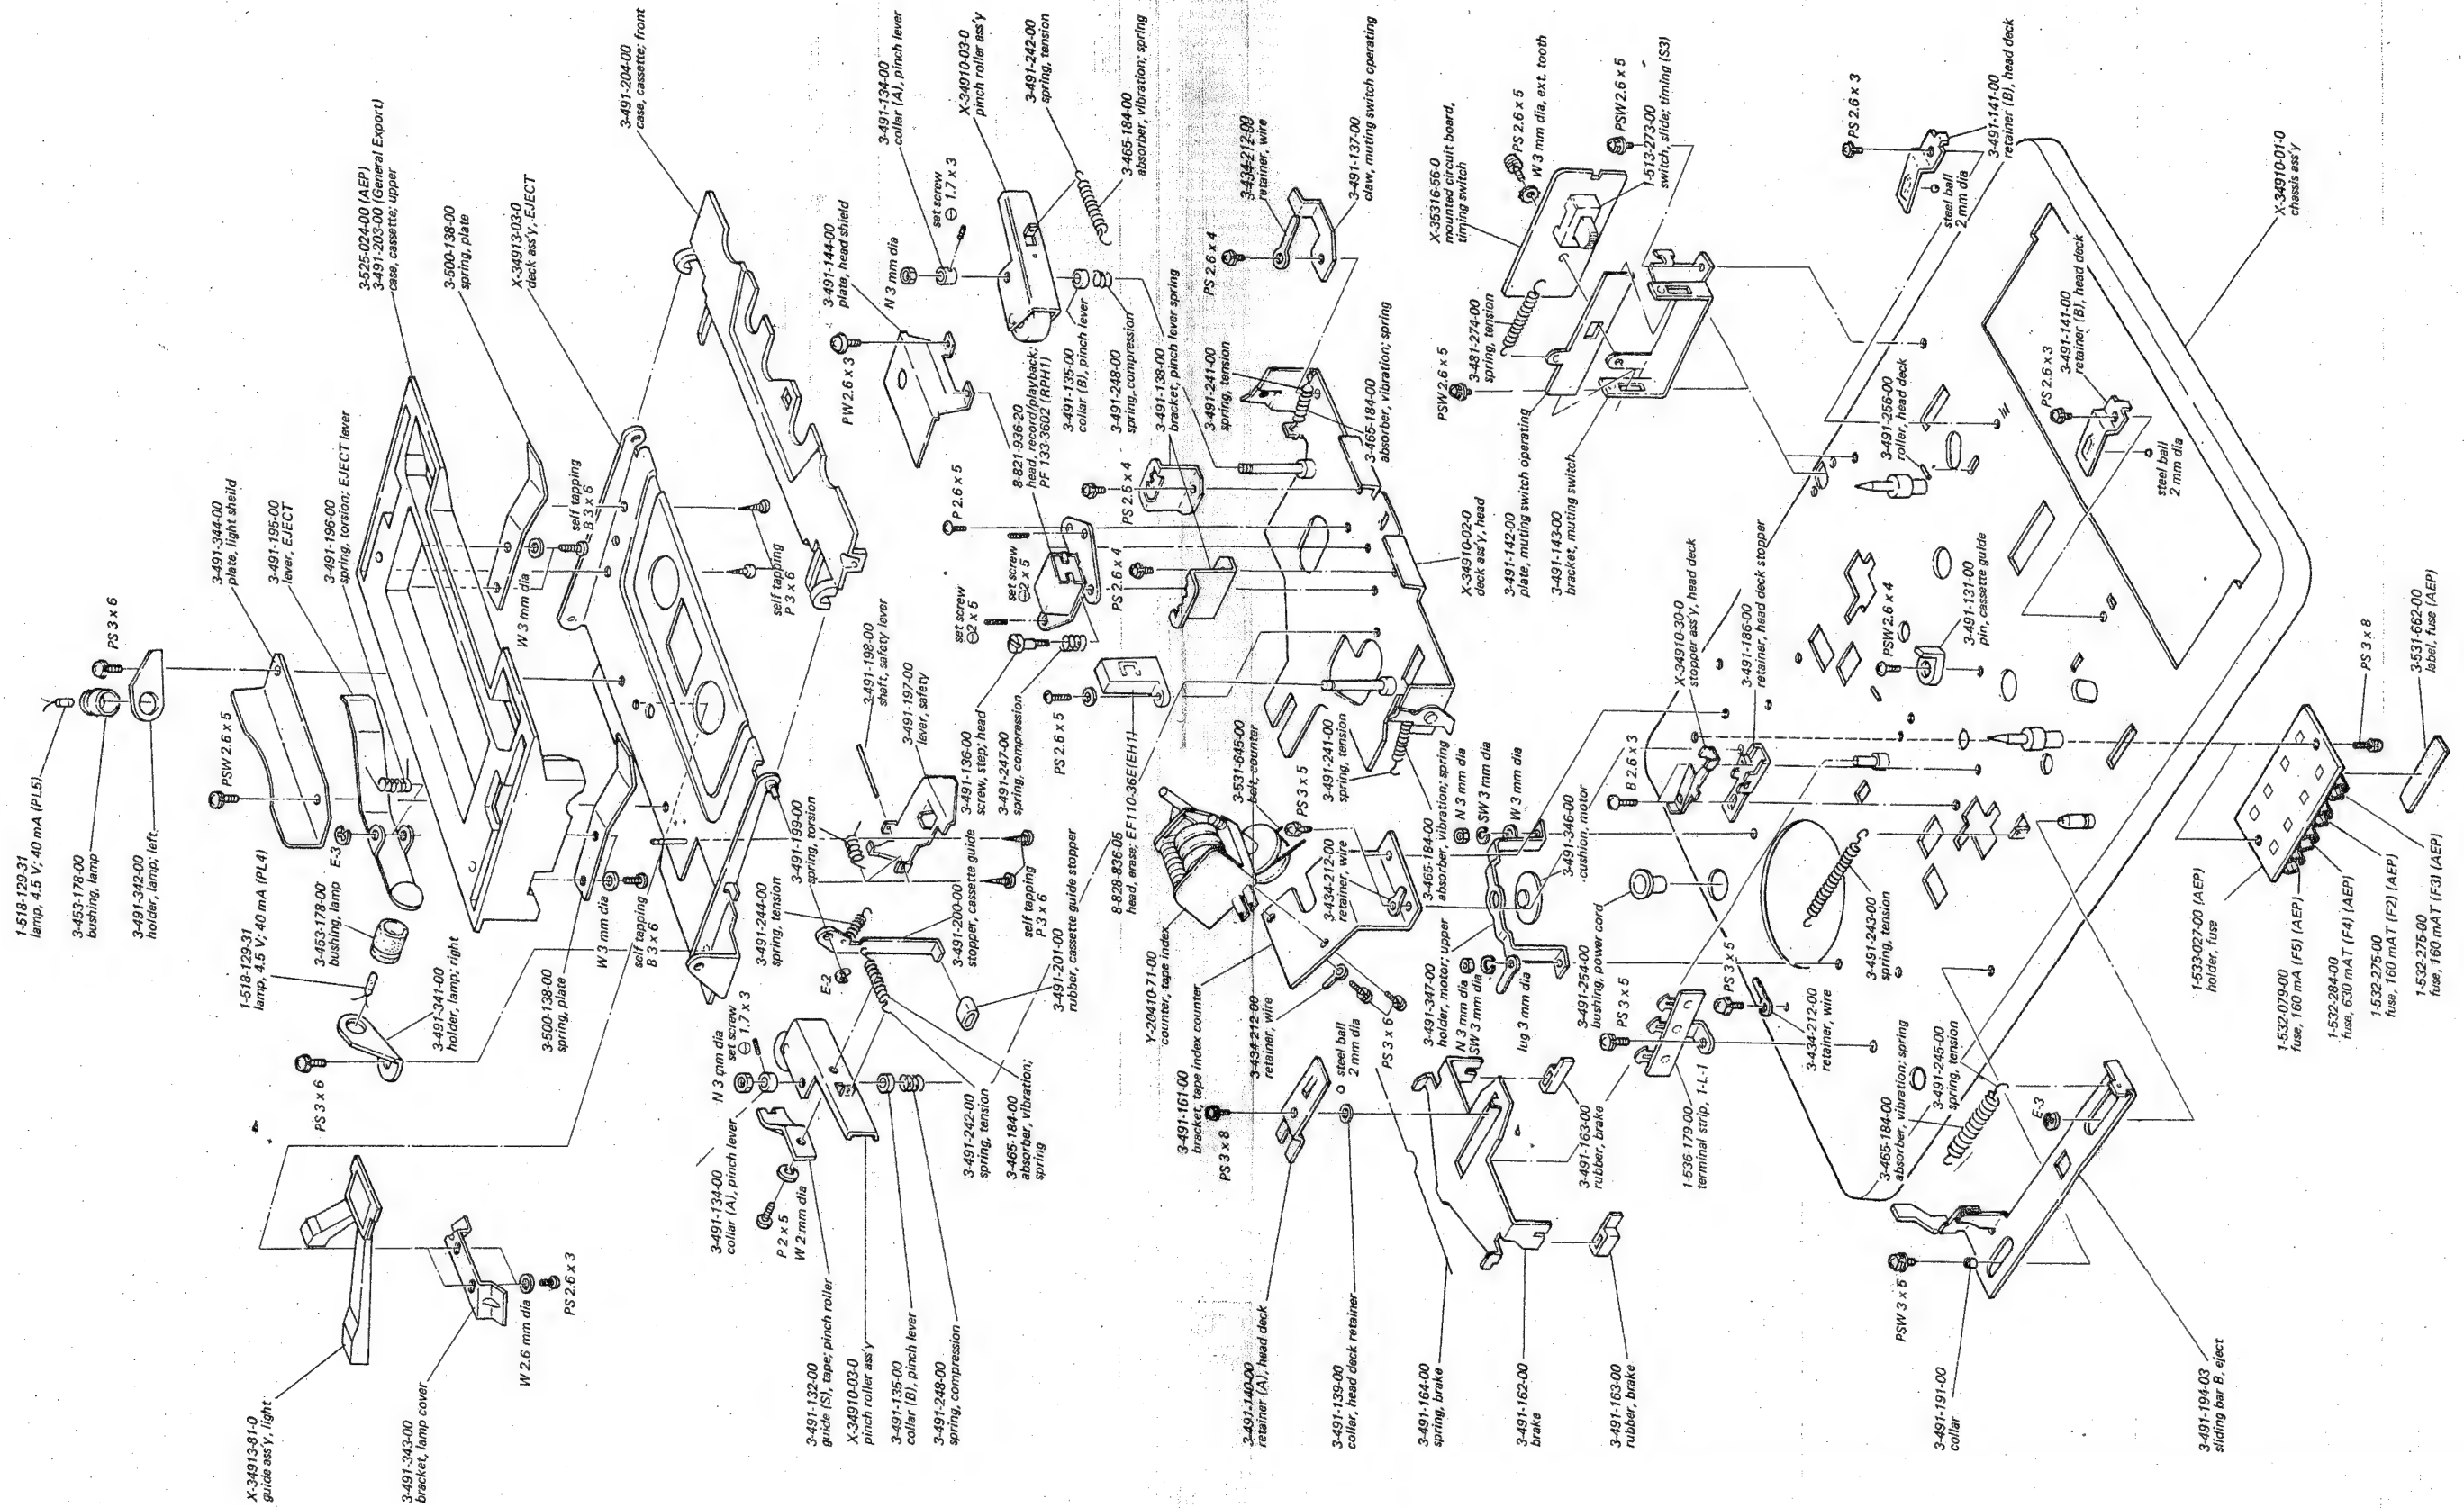 X-34913-81-0
guide ass'y, light
3-491-343-00
bracket, lamp cover
W 2.6 mm dia
PS 2.6 x 3
1-518-129-31
lamp, 4.5 V; 40 mA (PL5)
3-453-178-00
bushing, lamp
3-491-342-00
holder, lamp; left
PS 3 x 6
PSW 2.6 x 5
E-3
1-518-129-31
lamp, 4.5 V; 40 mA (PL4)
3-453-178-00
bushing, lamp
3-491-341-00
holder, lamp; right
PS 3 x 6
3-500-138-00
spring, plate
W 3 mm dia
self tapping
B 3 x 6
3-491-344-00
plate, light sheild
3-491-195-00
lever, EJECT
3-491-196-00
spring, torsion; EJECT lever
3-525-024-00 (AEP)
3-491-203-00 (General Export)
case, cassette; upper
3-500-138-00
spring, plate
X-34913-03-0
deck ass'y, EJECT
3-491-204-00
case, cassette; front
W 3 mm dia
self tapping
B 3 x 6
self tapping
P 3 x 6
3-491-134-00
collar (A), pinch lever
N 3 mm dia
set screw
⊖ 1.7 x 3
P 2 x 5
W 2 mm dia
3-491-132-00
guide (S), tape; pinch roller
X-34910-03-0
pinch roller ass'y
3-491-135-00
collar (B), pinch lever
3-491-248-00
spring, compression
3-491-242-00
spring, tension
3-465-184-00
absorber, vibration;
spring
E-2
3-491-244-00
spring, tension
3-491-199-00
spring, torsion
3-491-200-00
stopper, cassette guide
3-491-201-00
rubber, cassette guide stopper
self tapping
P 3 x 6
3-491-198-00
shaft, safety lever
3-491-197-00
lever, safety
3-491-136-00
screw, step; head
3-491-247-00
spring, compression
PS 2.6 x 5
8-828-836-05
head, erase; EF110-36E(EH1)
set screw
⊖2 x 5
set screw
⊖2 x 5
P 2.6 x 5
PS 2.6 x 4
PS 2.6 x 4
8-821-936-20
head, record/playback;
PF 133-3602 (RPH1)
PW 2.6 x 3
3-491-144-00
plate, head shield
N 3 mm dia
set screw
⊖ 1.7 x 3
3-491-134-00
collar (A), pinch lever
X-34910-03-0
pinch roller ass'y
3-491-242-00
spring, tension
3-465-184-00
absorber, vibration; spring
3-491-135-00
collar (B), pinch lever
3-491-248-00
spring, compression
3-491-138-00
bracket, pinch lever spring
3-491-241-00
spring, tension
3-465-184-00
absorber, vibration; spring
PS 2.6 x 4
3-434-212-00
retainer, wire
3-491-137-00
claw, muting switch operating
X-34910-02-0
deck ass'y, head
3-491-142-00
plate, muting switch operating
3-491-143-00
bracket, muting switch
PSW 2.6 x 5
3-481-274-00
spring, tension
X-35316-56-0
mounted circuit board,
timing switch
PS 2.6 x 5
W 3 mm dia, ext. tooth
PSW 2.6 x 5
1-513-273-00
switch, slide; timing (S3)
3-491-140-00
retainer (A), head deck
3-491-139-00
collar, head deck retainer
PS 3 x 8
steel ball
2 mm dia
3-491-164-00
spring, brake
3-491-162-00
brake
3-491-163-00
rubber, brake
3-491-163-00
rubber, brake
3-491-161-00
bracket, tape index counter
Y-20410-71-00
counter, tape index
3-531-645-00
belt, counter
PS 3 x 5
3-434-212-00
retainer, wire
3-434-212-00
retainer, wire
PS 3 x 6
3-491-241-00
spring, tension
3-465-184-00
absorber, vibration; spring
N 3 mm dia
SW 3 mm dia
W 3 mm dia
3-491-346-00
cushion, motor
3-491-347-00
holder, motor; upper
N 3 mm dia
SW 3 mm dia
lug 3 mm dia
3-491-254-00
bushing, power cord
PS 3 x 5
1-536-179-00
terminal strip, 1-L-1
PS 3 x 5
3-434-212-00
retainer, wire
B 2.6 x 3
X-34910-30-0
stopper ass'y, head deck
3-491-186-00
retainer, head deck stopper
PSW 2.6 x 4
3-491-131-00
pin, cassette guide
3-491-256-00
roller, head deck
3-491-243-00
spring, tension
3-465-184-00
absorber, vibration; spring
3-491-245-00
spring, tension
E-3
PSW 3 x 5
3-491-191-00
collar
3-491-194-03
sliding bar B, eject
PS 2.6 x 3
3-491-141-00
retainer (B), head deck
steel ball
2 mm dia
PS 2.6 x 3
3-491-141-00
retainer (B), head deck
steel ball
2 mm dia
X-34910-01-0
chassis ass'y
1-533-027-00 (AEP)
holder, fuse
1-532-079-00
fuse, 160 mA (F5) (AEP)
1-532-284-00
fuse, 630 mAT (F4) (AEP)
1-532-275-00
fuse, 160 mAT (F2) (AEP)
1-532-275-00
fuse, 160 mAT (F3) (AEP)
PS 3 x 8
3-531-662-00
label, fuse (AEP)